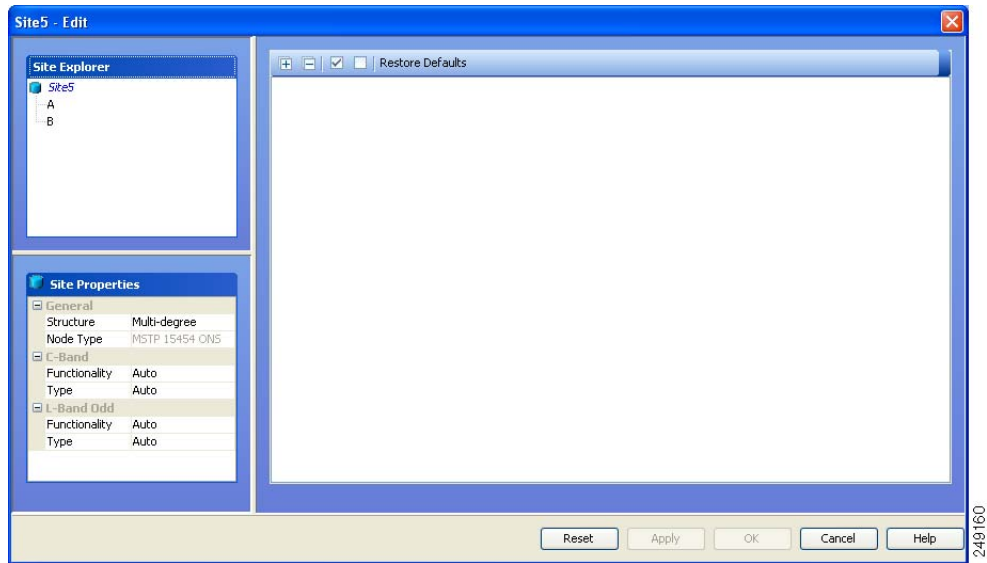 Site5 - Edit
Site Explorer
Site5
A
B
Restore Defaults
Site Properties
General
Structure Multi-degree
Node Type MSTP 15454 ONS
C-Band
Functionality Auto
Type Auto
L-Band Odd
Functionality Auto
Type Auto
Reset Apply OK Cancel Help
249160